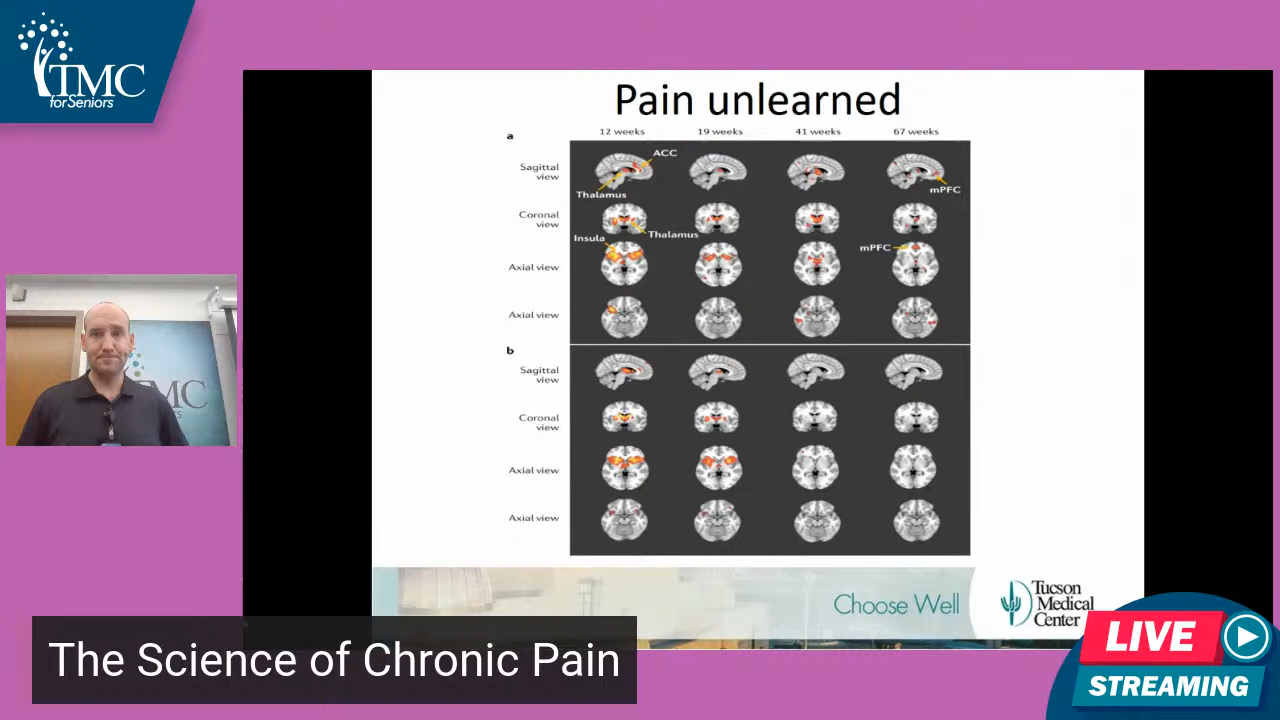 TMC
for Seniors
Pain unlearned
12 weeks
19 weeks
41 weeks
67 weeks
a
Sagittal
view
ACC
Thalamus
mPFC
Coronal
view
Thalamus
Insula
mPFC
Axial view
Axial view
b
Sagittal
view
Coronal
view
Axial view
Axial view
Choose Well
Tucson
Medical
Center
The Science of Chronic Pain
LIVE
STREAMING